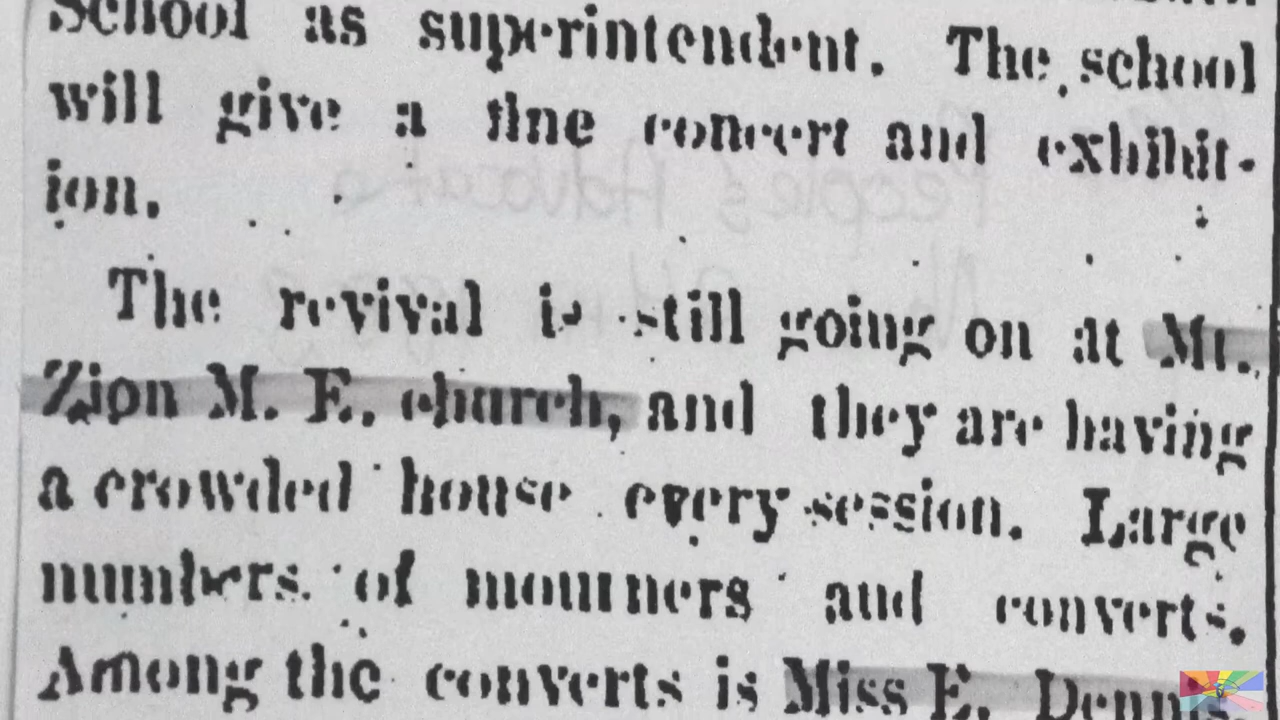 School as superintendent. The school
will give a fine concert and exhibit-
ion.
The revival is still going on at Mt.
Zion M. E. church, and they are having
a crowded house every session. Large
numbers of mourners and converts.
Among the converts is Miss E.
People's Advocate